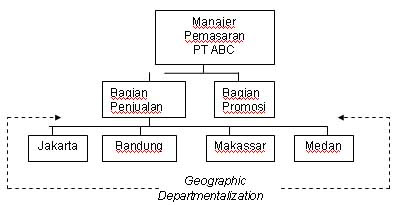 Manajer
Pemasaran
PT ABC
Bagian
Penjualan
Bagian
Promosi
Jakarta
Bandung
Makassar
Medan
Geographic
Departmentalization